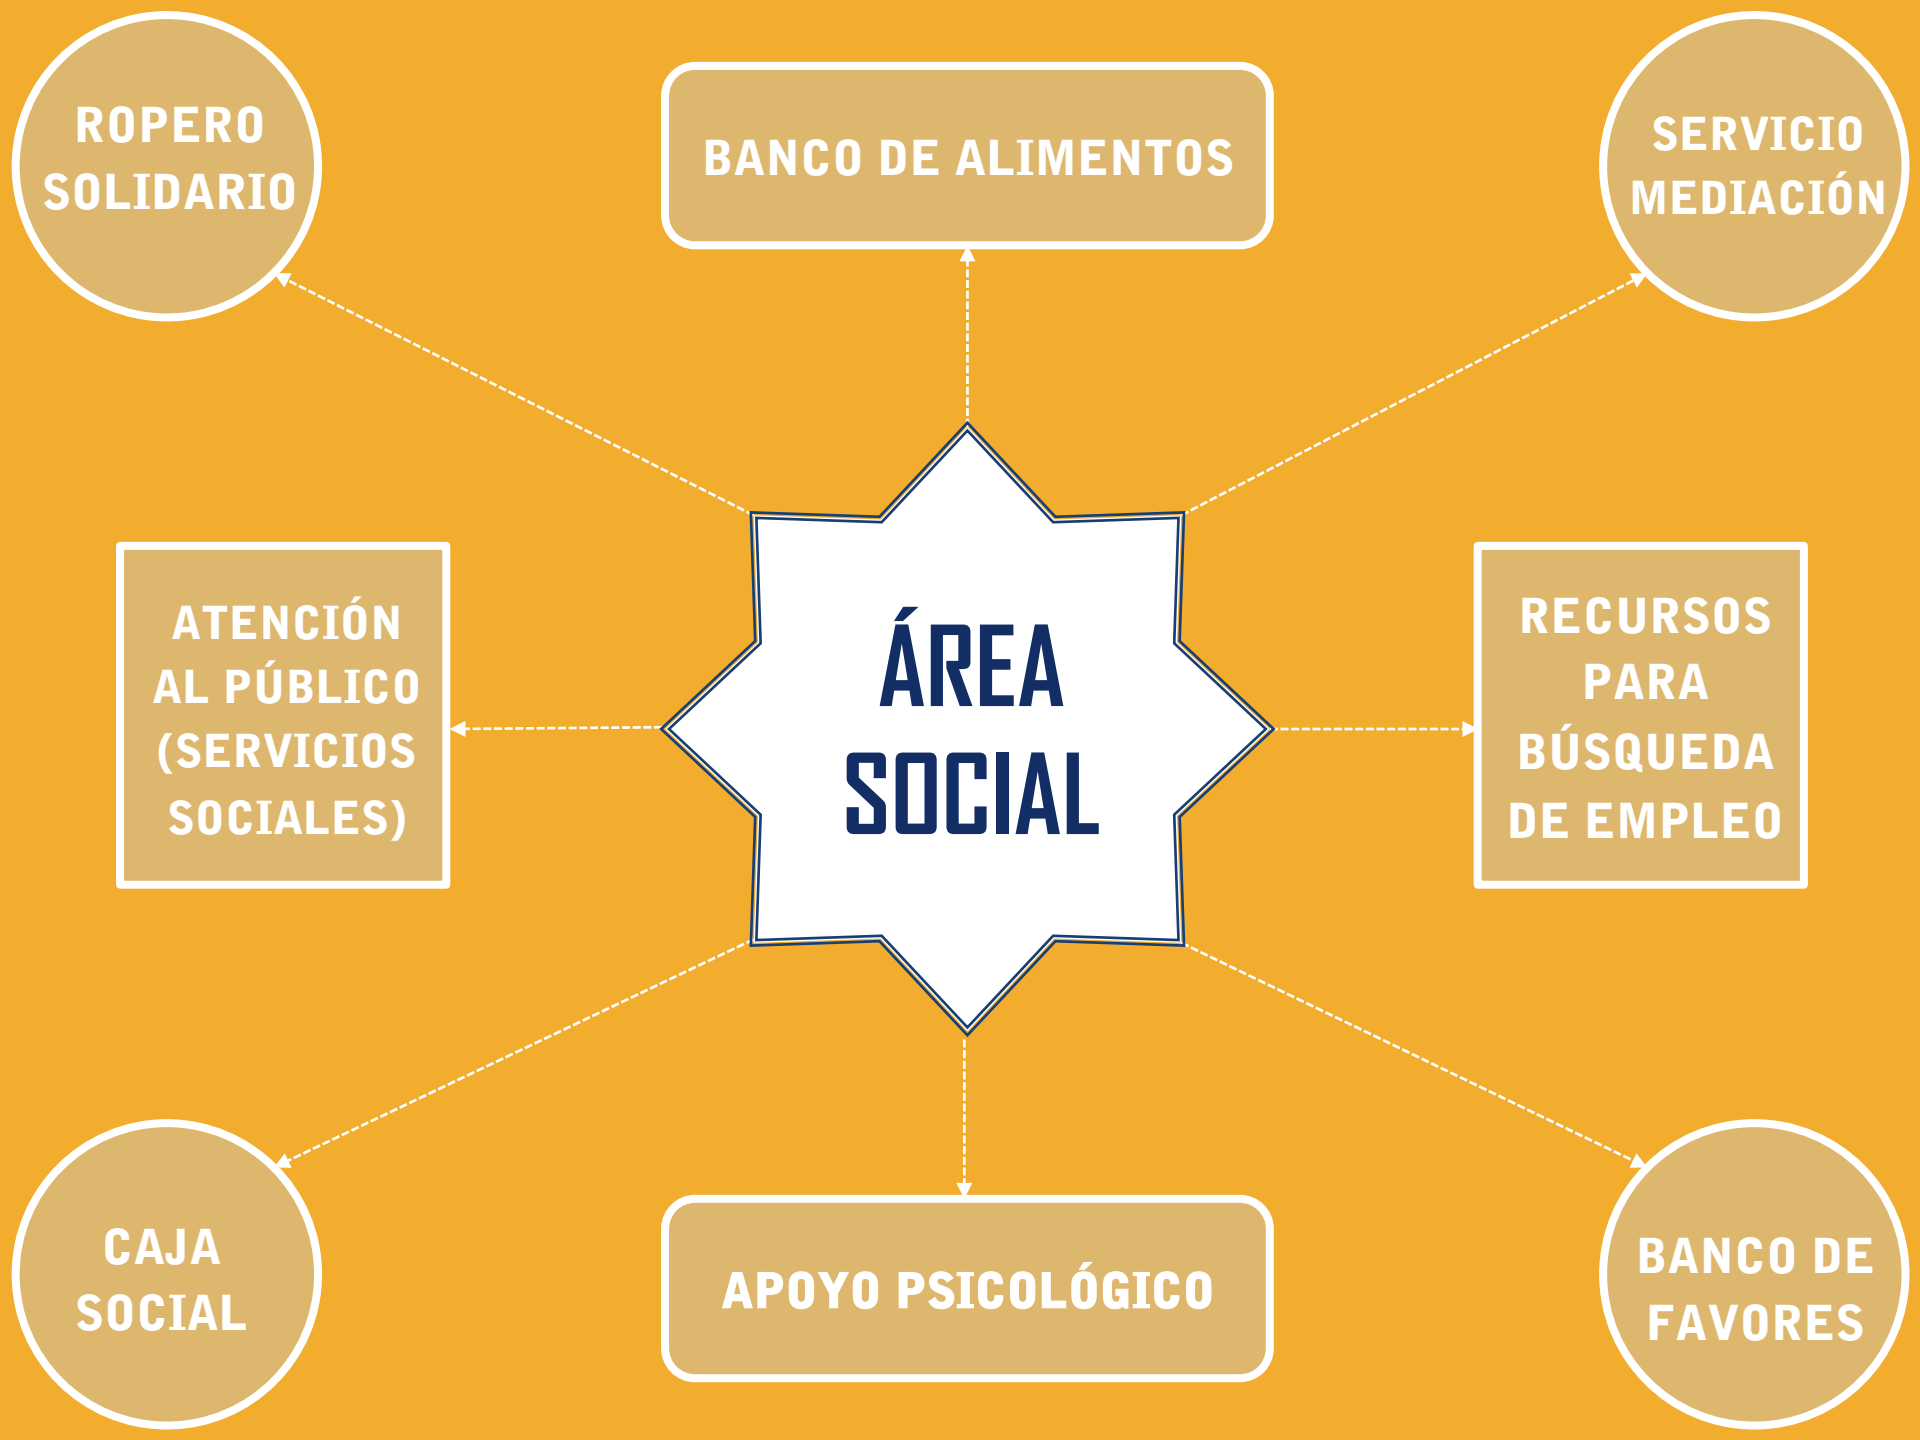 ROPERO
SOLIDARIO
BANCO DE ALIMENTOS
SERVICIO
MEDIACIÓN
ATENCIÓN
AL PÚBLICO
(SERVICIOS
SOCIALES)
ÁREA
SOCIAL
RECURSOS
PARA
BÚSQUEDA
DE EMPLEO
CAJA
SOCIAL
APOYO PSICOLÓGICO
BANCO DE
FAVORES